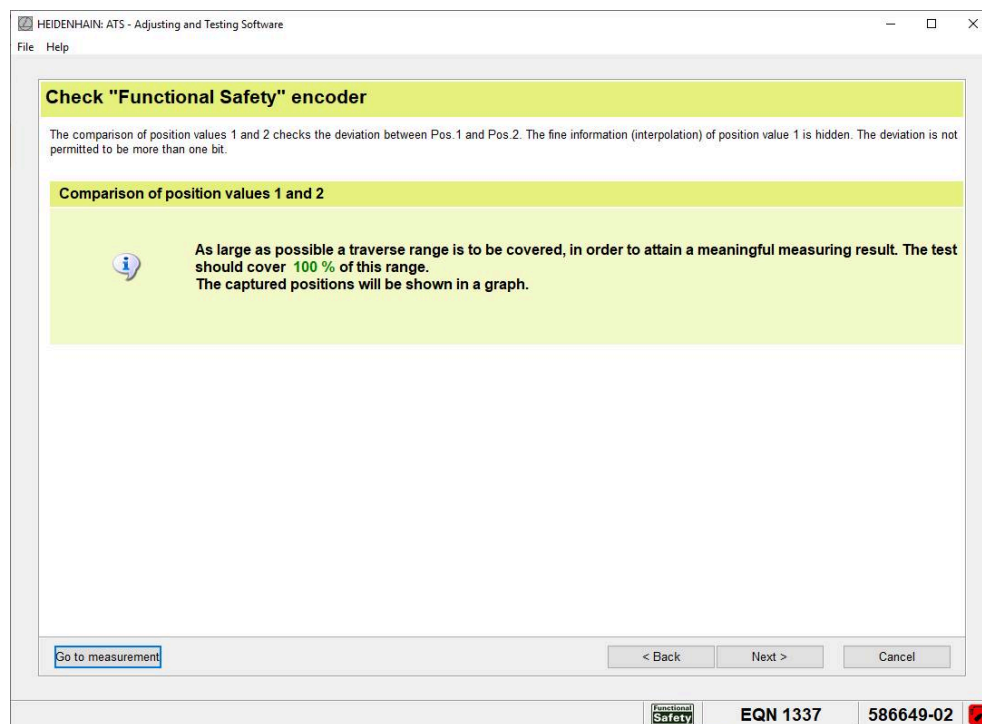 HEIDENHAIN: ATS - Adjusting and Testing Software
File Help
Check "Functional Safety" encoder
The comparison of position values 1 and 2 checks the deviation between Pos.1 and Pos.2. The fine information (interpolation) of position value 1 is hidden. The deviation is not
permitted to be more than one bit.
Comparison of position values 1 and 2
As large as possible a traverse range is to be covered, in order to attain a meaningful measuring result. The test
should cover 100 % of this range.
The captured positions will be shown in a graph.
Go to measurement
< Back
Next >
Cancel
Functional
Safety
EQN 1337
586649-02